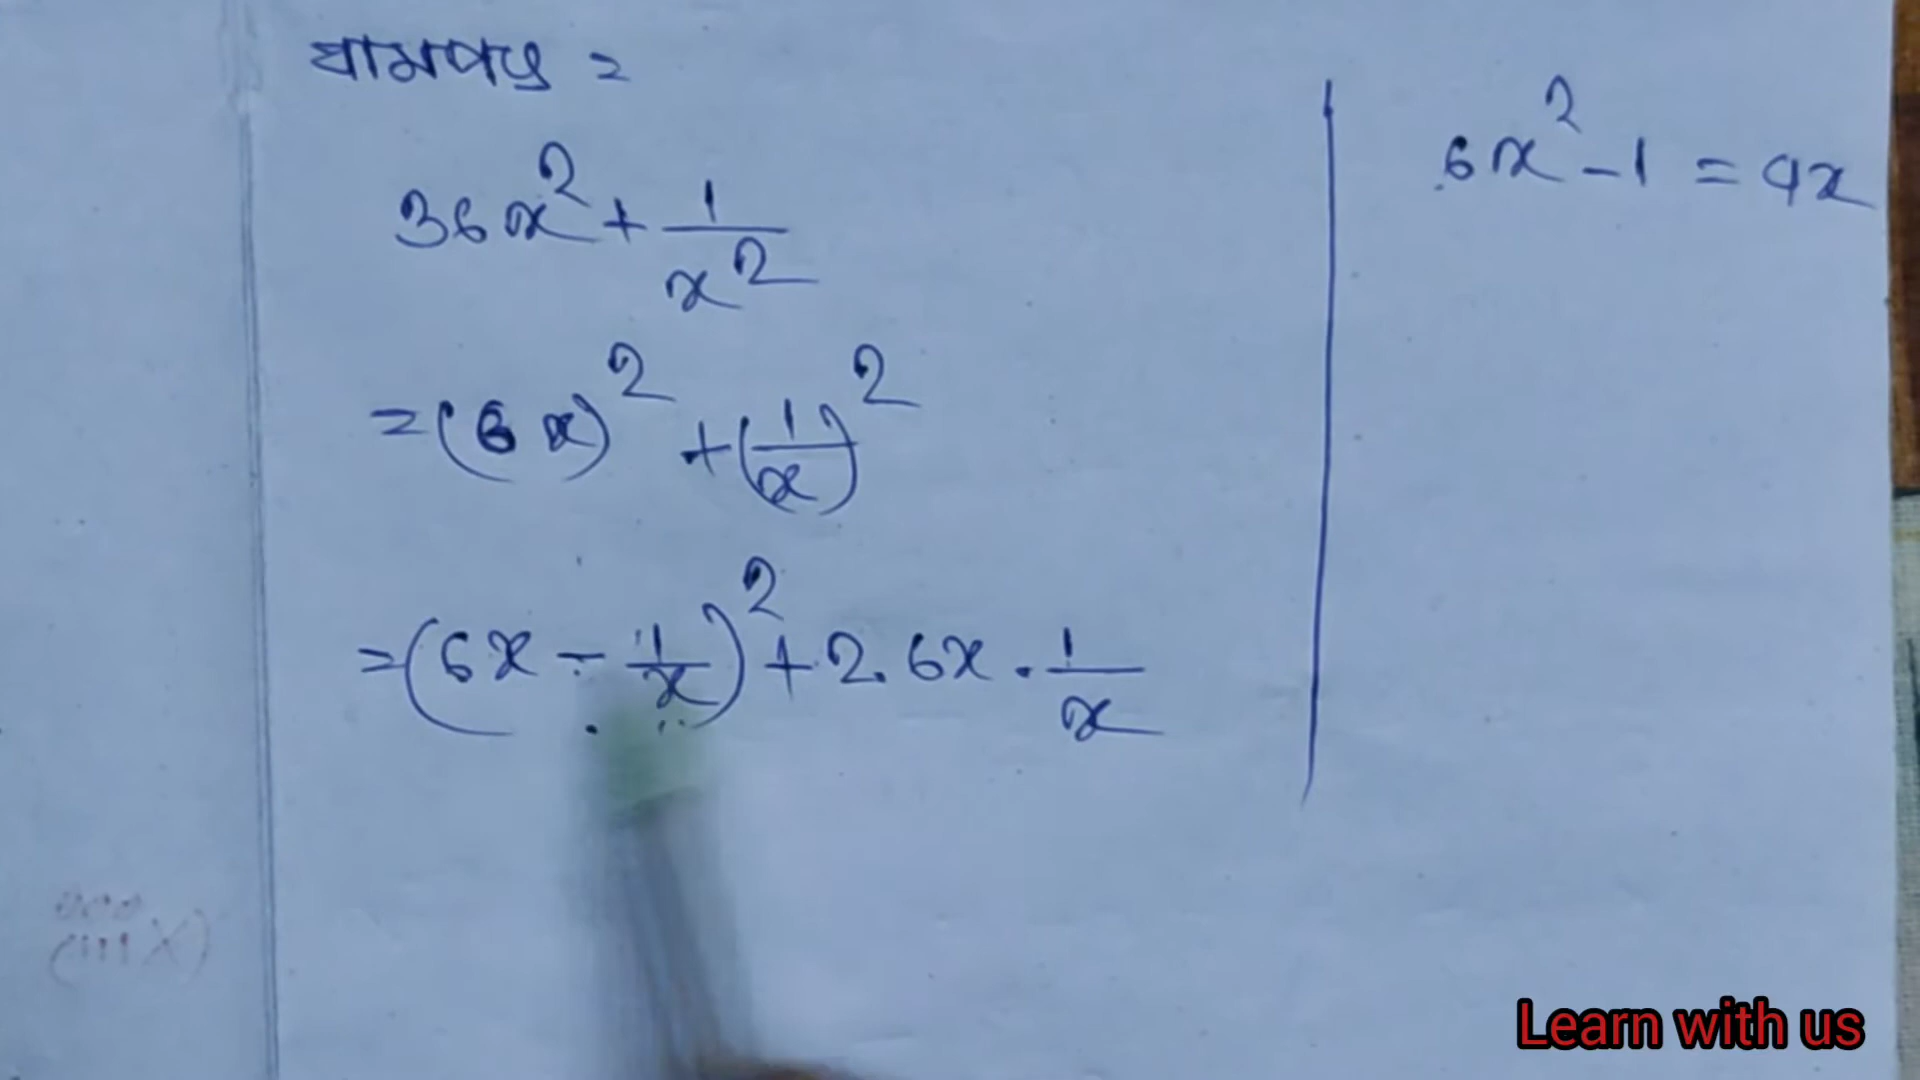 বামপক্ষ =
36x² + 1/x²
= (6x)² + (1/x)²
= (6x - 1/x)² + 2.6x . 1/x
6x² - 1 = 4x
Learn with us